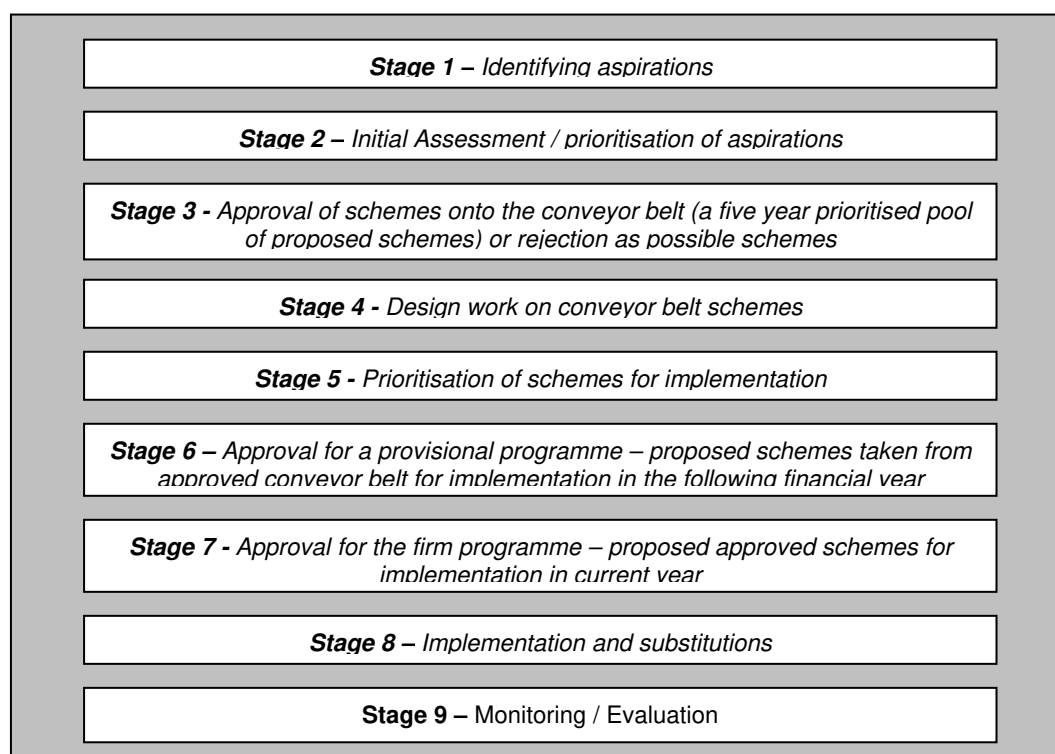 Stage 1 – Identifying aspirations
Stage 2 – Initial Assessment / prioritisation of aspirations
Stage 3 - Approval of schemes onto the conveyor belt (a five year prioritised pool
of proposed schemes) or rejection as possible schemes
Stage 4 - Design work on conveyor belt schemes
Stage 5 - Prioritisation of schemes for implementation
Stage 6 – Approval for a provisional programme – proposed schemes taken from
approved conveyor belt for implementation in the following financial year
Stage 7 - Approval for the firm programme – proposed approved schemes for
implementation in current year
Stage 8 – Implementation and substitutions
Stage 9 – Monitoring / Evaluation